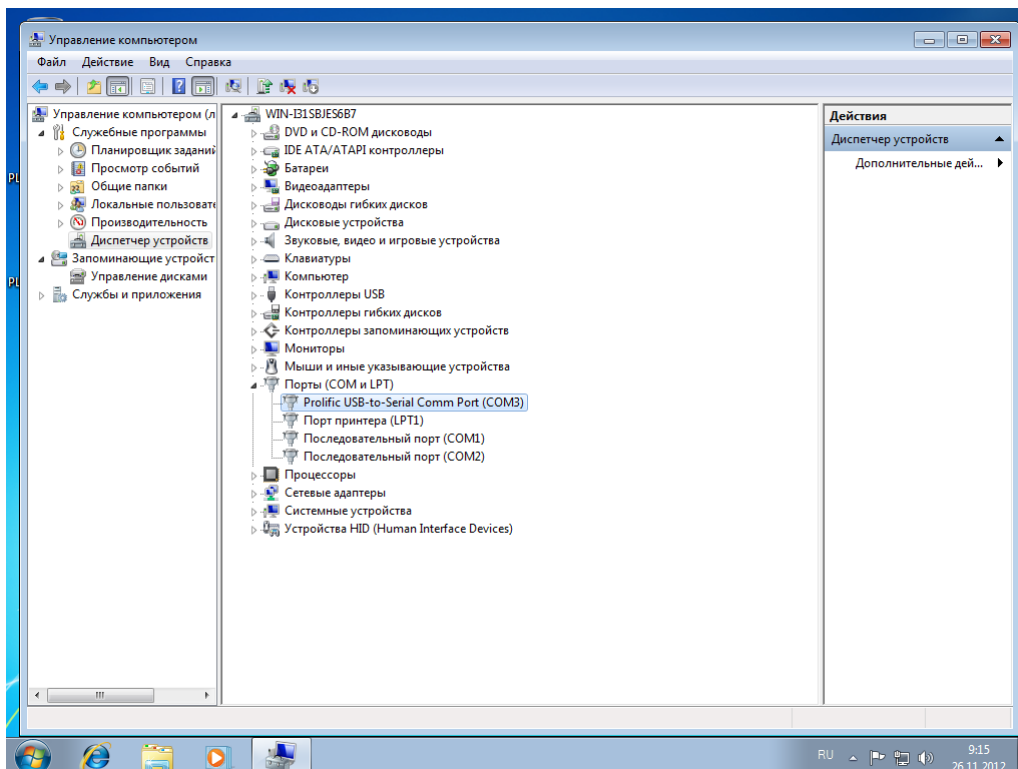 Управление компьютером
Файл Действие Вид Справка
Управление компьютером (л
Служебные программы
Планировщик заданий
Просмотр событий
Общие папки
Локальные пользовате
Производительность
Диспетчер устройств
Запоминающие устройст
Управление дисками
Службы и приложения
WIN-I31SBJES6B7
DVD и CD-ROM дисководы
IDE ATA/ATAPI контроллеры
Батареи
Видеоадаптеры
Дисководы гибких дисков
Дисковые устройства
Звуковые, видео и игровые устройства
Клавиатуры
Компьютер
Контроллеры USB
Контроллеры гибких дисков
Контроллеры запоминающих устройств
Мониторы
Мыши и иные указывающие устройства
Порты (COM и LPT)
Prolific USB-to-Serial Comm Port (COM3)
Порт принтера (LPT1)
Последовательный порт (COM1)
Последовательный порт (COM2)
Процессоры
Сетевые адаптеры
Системные устройства
Устройства HID (Human Interface Devices)
Действия
Диспетчер устройств
Дополнительные дей...
PL
PL
RU
9:15
26.11.2012